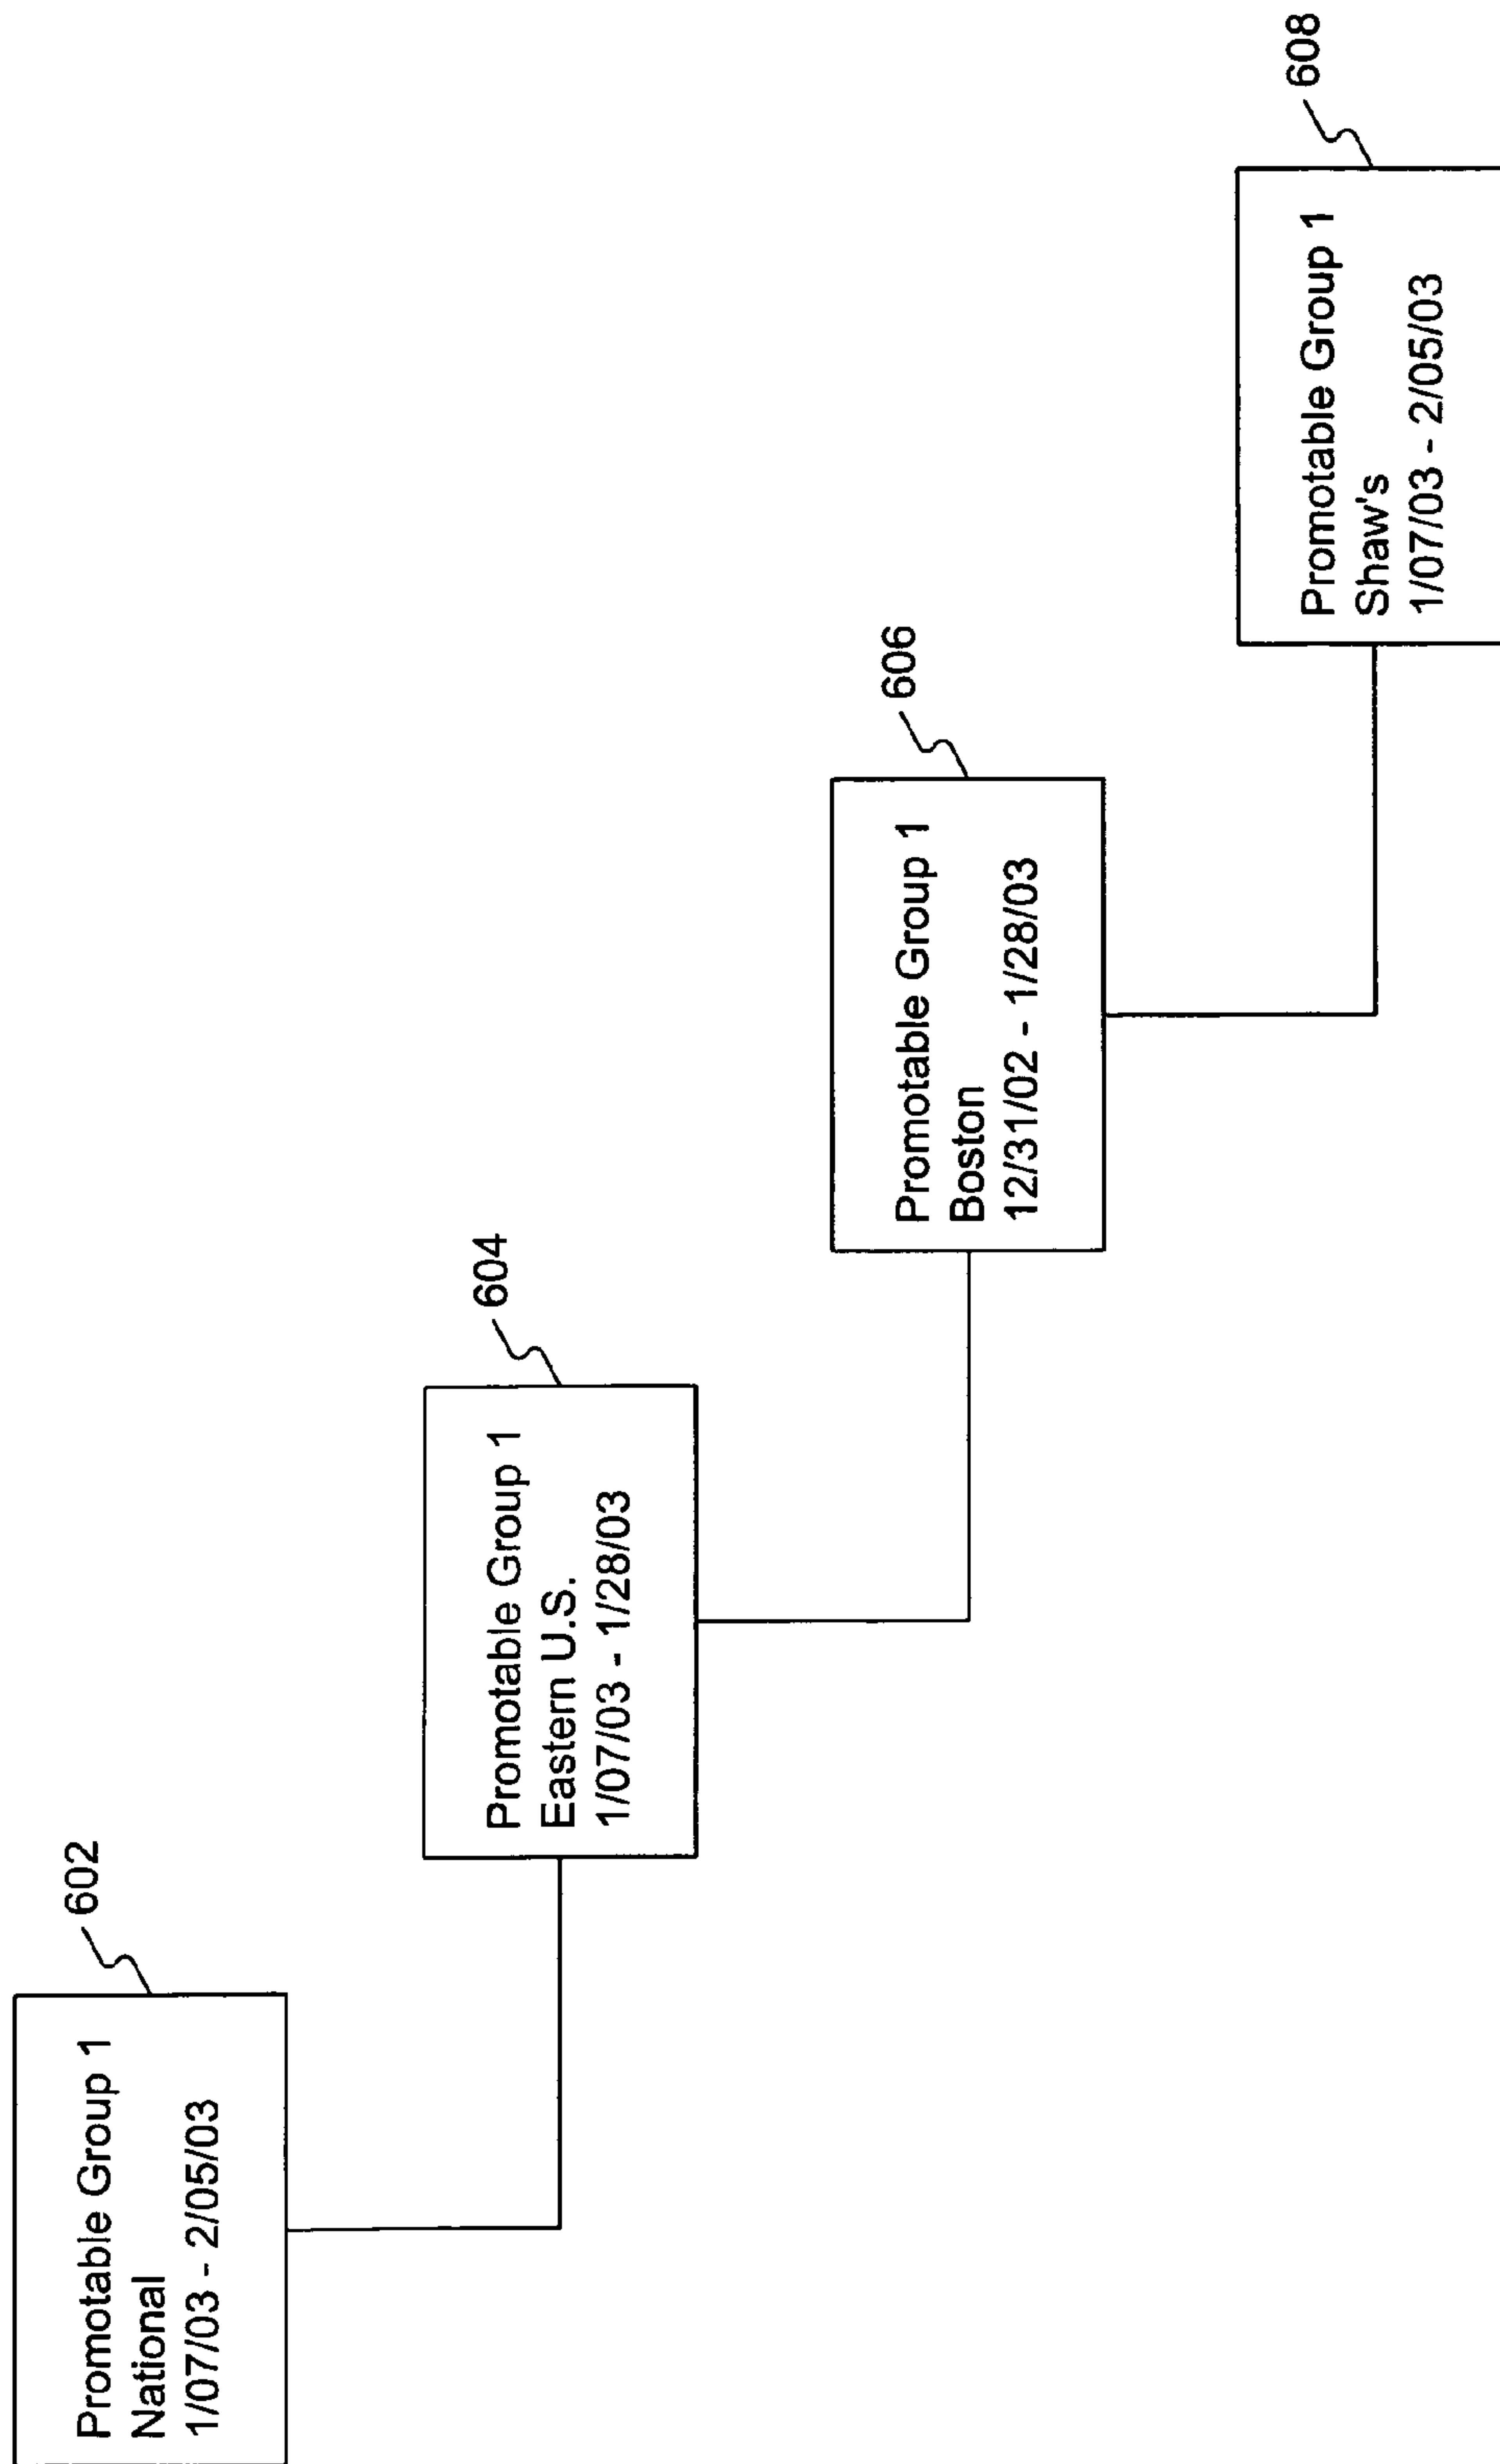 602
Promotable Group 1
National
1/07/03 - 2/05/03
604
Promotable Group 1
Eastern U.S.
1/07/03 - 1/28/03
606
Promotable Group 1
Boston
12/31/02 - 1/28/03
608
Promotable Group 1
Shaw's
1/07/03 - 2/05/03